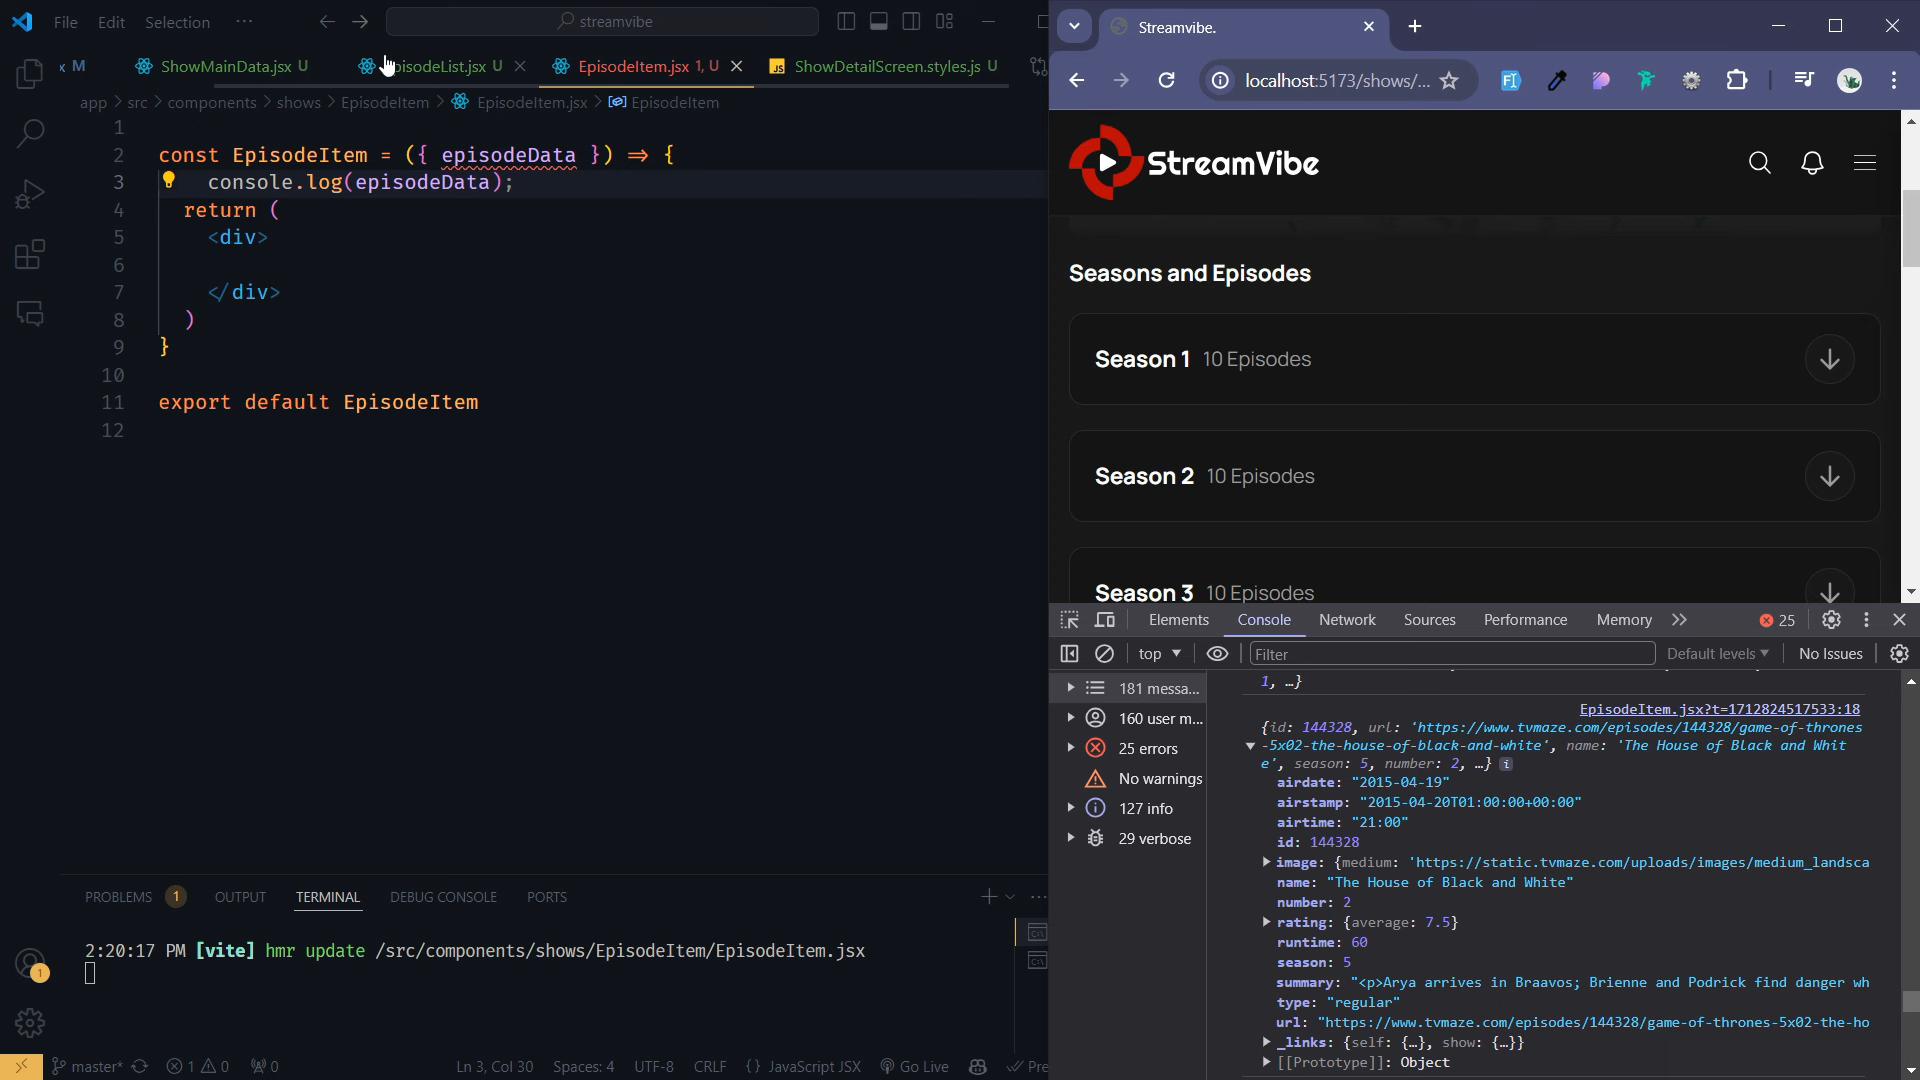 File Edit Selection ··· streamvibe
x M ShowMainData.jsx U isodeList.jsx U EpisodeItem.jsx 1, U ShowDetailScreen.styles.js U
app > src > components > shows > EpisodeItem > EpisodeItem.jsx > EpisodeItem
1
2 const EpisodeItem = ({ episodeData }) => {
3 console.log(episodeData);
4 return (
5 <div>
6
7 </div>
8 )
9 }
10
11 export default EpisodeItem
12
PROBLEMS 1 OUTPUT TERMINAL DEBUG CONSOLE PORTS
2:20:17 PM [vite] hmr update /src/components/shows/EpisodeItem/EpisodeItem.jsx
1
master* 1 0 0 Ln 3, Col 30 Spaces: 4 UTF-8 CRLF {} JavaScript JSX Go Live Pre
Streamvibe.
localhost:5173/shows/...
StreamVibe
Seasons and Episodes
Season 1 10 Episodes
Season 2 10 Episodes
Season 3 10 Episodes
Elements Console Network Sources Performance Memory 25
top Filter Default levels No Issues
181 messa...
160 user m...
25 errors
No warnings
127 info
29 verbose
1, …}
EpisodeItem.jsx?t=1712824517533:18
{id: 144328, url: 'https://www.tvmaze.com/episodes/144328/game-of-thrones
-5x02-the-house-of-black-and-white', name: 'The House of Black and Whit
e', season: 5, number: 2, …} i
airdate: "2015-04-19"
airstamp: "2015-04-20T01:00:00+00:00"
airtime: "21:00"
id: 144328
image: {medium: 'https://static.tvmaze.com/uploads/images/medium_landsca
name: "The House of Black and White"
number: 2
rating: {average: 7.5}
runtime: 60
season: 5
summary: "<p>Arya arrives in Braavos; Brienne and Podrick find danger wh
type: "regular"
url: "https://www.tvmaze.com/episodes/144328/game-of-thrones-5x02-the-ho
_links: {self: {…}, show: {…}}
[[Prototype]]: Object